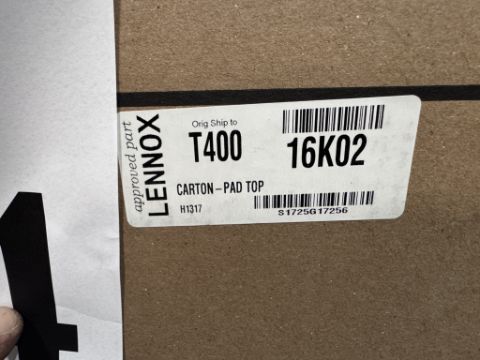 approved part
LENNOX
Orig Ship to
T400
16K02
CARTON-PAD TOP
H1317
S1725G17256